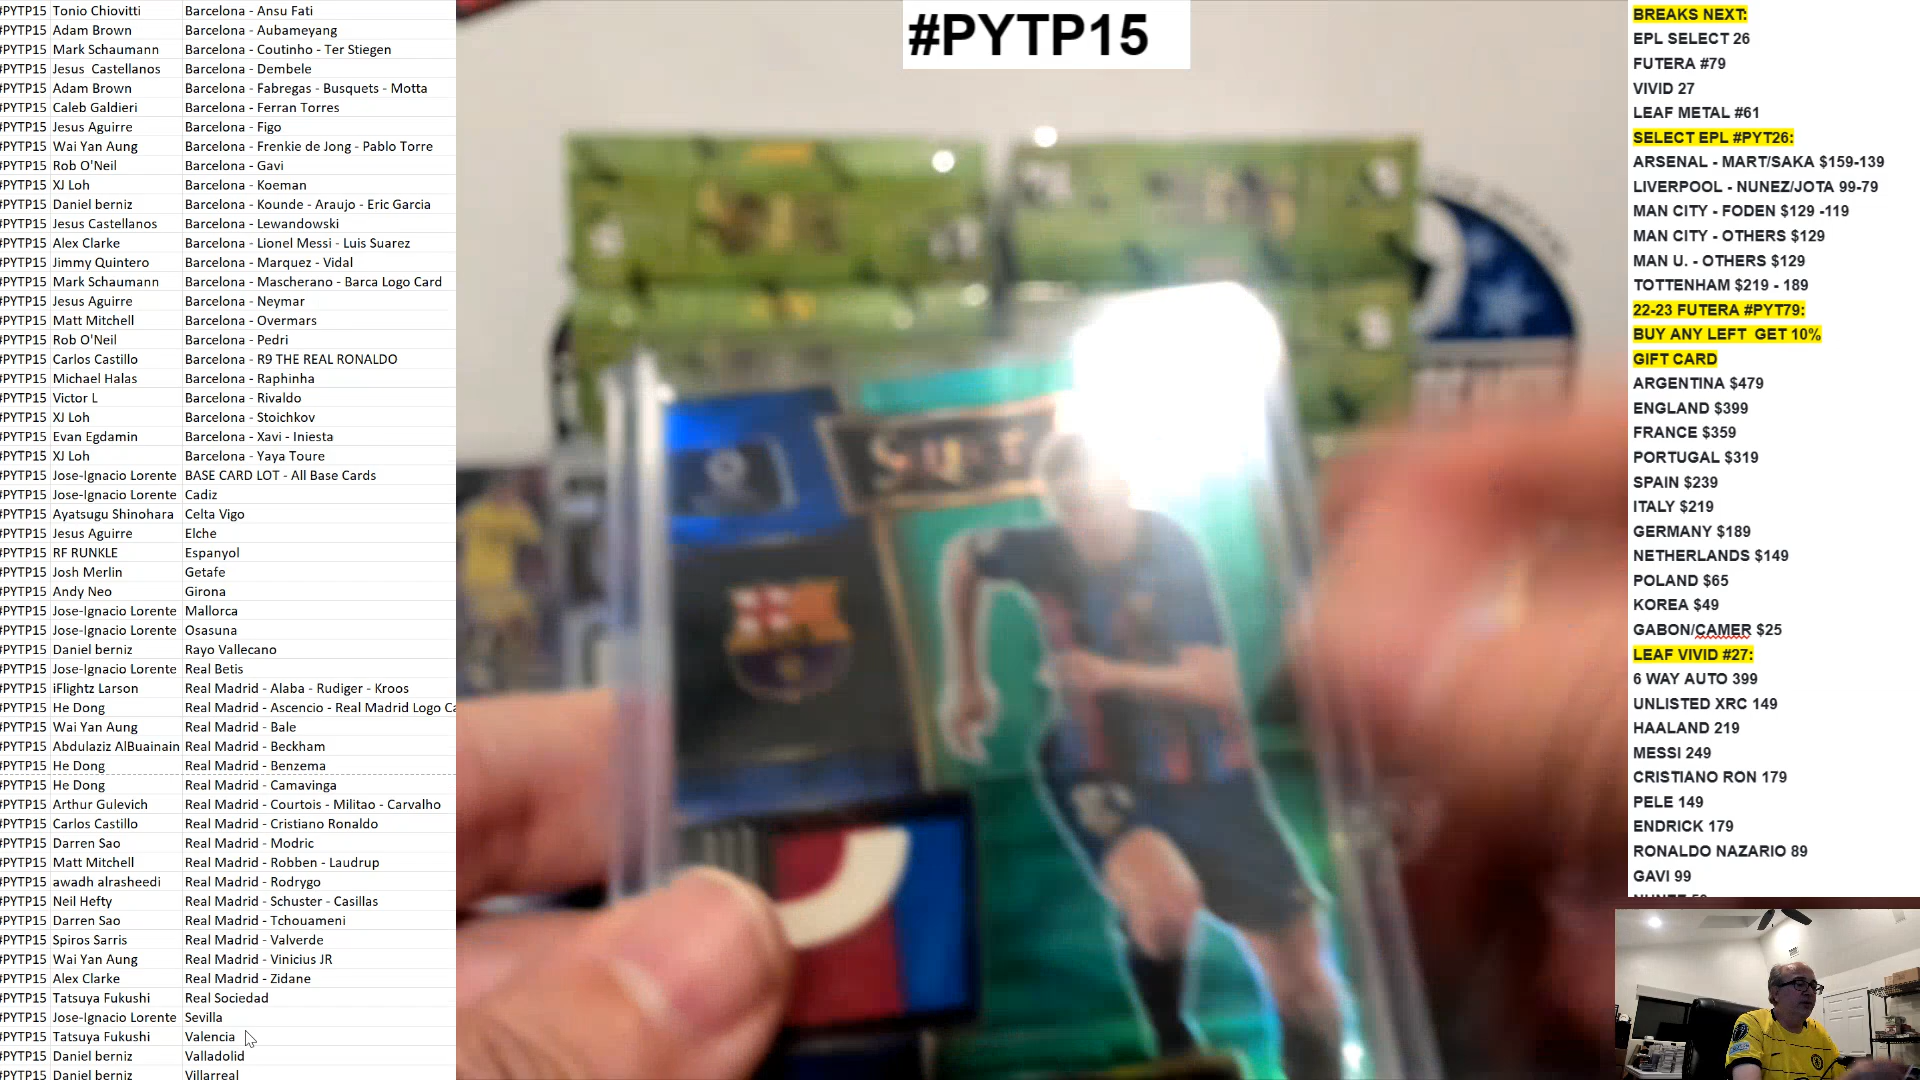 #PYTP15 Tonio Chiovitti Barcelona - Ansu Fati
#PYTP15 Adam Brown Barcelona - Aubameyang
#PYTP15 Mark Schaumann Barcelona - Coutinho - Ter Stiegen
#PYTP15 Jesus Castellanos Barcelona - Dembele
#PYTP15 Adam Brown Barcelona - Fabregas - Busquets - Motta
#PYTP15 Caleb Galdieri Barcelona - Ferran Torres
#PYTP15 Jesus Aguirre Barcelona - Figo
#PYTP15 Wai Yan Aung Barcelona - Frenkie de Jong - Pablo Torre
#PYTP15 Rob O'Neil Barcelona - Gavi
#PYTP15 XJ Loh Barcelona - Koeman
#PYTP15 Daniel berniz Barcelona - Kounde - Araujo - Eric Garcia
#PYTP15 Jesus Castellanos Barcelona - Lewandowski
#PYTP15 Alex Clarke Barcelona - Lionel Messi - Luis Suarez
#PYTP15 Jimmy Quintero Barcelona - Marquez - Vidal
#PYTP15 Mark Schaumann Barcelona - Mascherano - Barca Logo Card
#PYTP15 Jesus Aguirre Barcelona - Neymar
#PYTP15 Matt Mitchell Barcelona - Overmars
#PYTP15 Rob O'Neil Barcelona - Pedri
#PYTP15 Carlos Castillo Barcelona - R9 THE REAL RONALDO
#PYTP15 Michael Halas Barcelona - Raphinha
#PYTP15 Victor L Barcelona - Rivaldo
#PYTP15 XJ Loh Barcelona - Stoichkov
#PYTP15 Evan Egdamin Barcelona - Xavi - Iniesta
#PYTP15 XJ Loh Barcelona - Yaya Toure
#PYTP15 Jose-Ignacio Lorente BASE CARD LOT - All Base Cards
#PYTP15 Jose-Ignacio Lorente Cadiz
#PYTP15 Ayatsugu Shinohara Celta Vigo
#PYTP15 Jesus Aguirre Elche
#PYTP15 RF RUNKLE Espanyol
#PYTP15 Josh Merlin Getafe
#PYTP15 Andy Neo Girona
#PYTP15 Jose-Ignacio Lorente Mallorca
#PYTP15 Jose-Ignacio Lorente Osasuna
#PYTP15 Daniel berniz Rayo Vallecano
#PYTP15 Jose-Ignacio Lorente Real Betis
#PYTP15 iFlightz Larson Real Madrid - Alaba - Rudiger - Kroos
#PYTP15 He Dong Real Madrid - Ascencio - Real Madrid Logo Ca
#PYTP15 Wai Yan Aung Real Madrid - Bale
#PYTP15 Abdulaziz AlBuainain Real Madrid - Beckham
#PYTP15 He Dong Real Madrid - Benzema
#PYTP15 He Dong Real Madrid - Camavinga
#PYTP15 Arthur Gulevich Real Madrid - Courtois - Militao - Carvalho
#PYTP15 Carlos Castillo Real Madrid - Cristiano Ronaldo
#PYTP15 Darren Sao Real Madrid - Modric
#PYTP15 Matt Mitchell Real Madrid - Robben - Laudrup
#PYTP15 awadh alrasheedi Real Madrid - Rodrygo
#PYTP15 Neil Hefty Real Madrid - Schuster - Casillas
#PYTP15 Darren Sao Real Madrid - Tchouameni
#PYTP15 Spiros Sarris Real Madrid - Valverde
#PYTP15 Wai Yan Aung Real Madrid - Vinicius JR
#PYTP15 Alex Clarke Real Madrid - Zidane
#PYTP15 Tatsuya Fukushi Real Sociedad
#PYTP15 Jose-Ignacio Lorente Sevilla
#PYTP15 Tatsuya Fukushi Valencia
#PYTP15 Daniel berniz Valladolid
#PYTP15 Daniel berniz Villarreal
#PYTP15
BREAKS NEXT:
EPL SELECT 26
FUTERA #79
VIVID 27
LEAF METAL #61
SELECT EPL #PYT26:
ARSENAL - MART/SAKA $159-139
LIVERPOOL - NUNEZ/JOTA 99-79
MAN CITY - FODEN $129 -119
MAN CITY - OTHERS $129
MAN U. - OTHERS $129
TOTTENHAM $219 - 189
22-23 FUTERA #PYT79:
BUY ANY LEFT GET 10%
GIFT CARD
ARGENTINA $479
ENGLAND $399
FRANCE $359
PORTUGAL $319
SPAIN $239
ITALY $219
GERMANY $189
NETHERLANDS $149
POLAND $65
KOREA $49
GABON/CAMER $25
LEAF VIVID #27:
6 WAY AUTO 399
UNLISTED XRC 149
HAALAND 219
MESSI 249
CRISTIANO RON 179
PELE 149
ENDRICK 179
RONALDO NAZARIO 89
GAVI 99